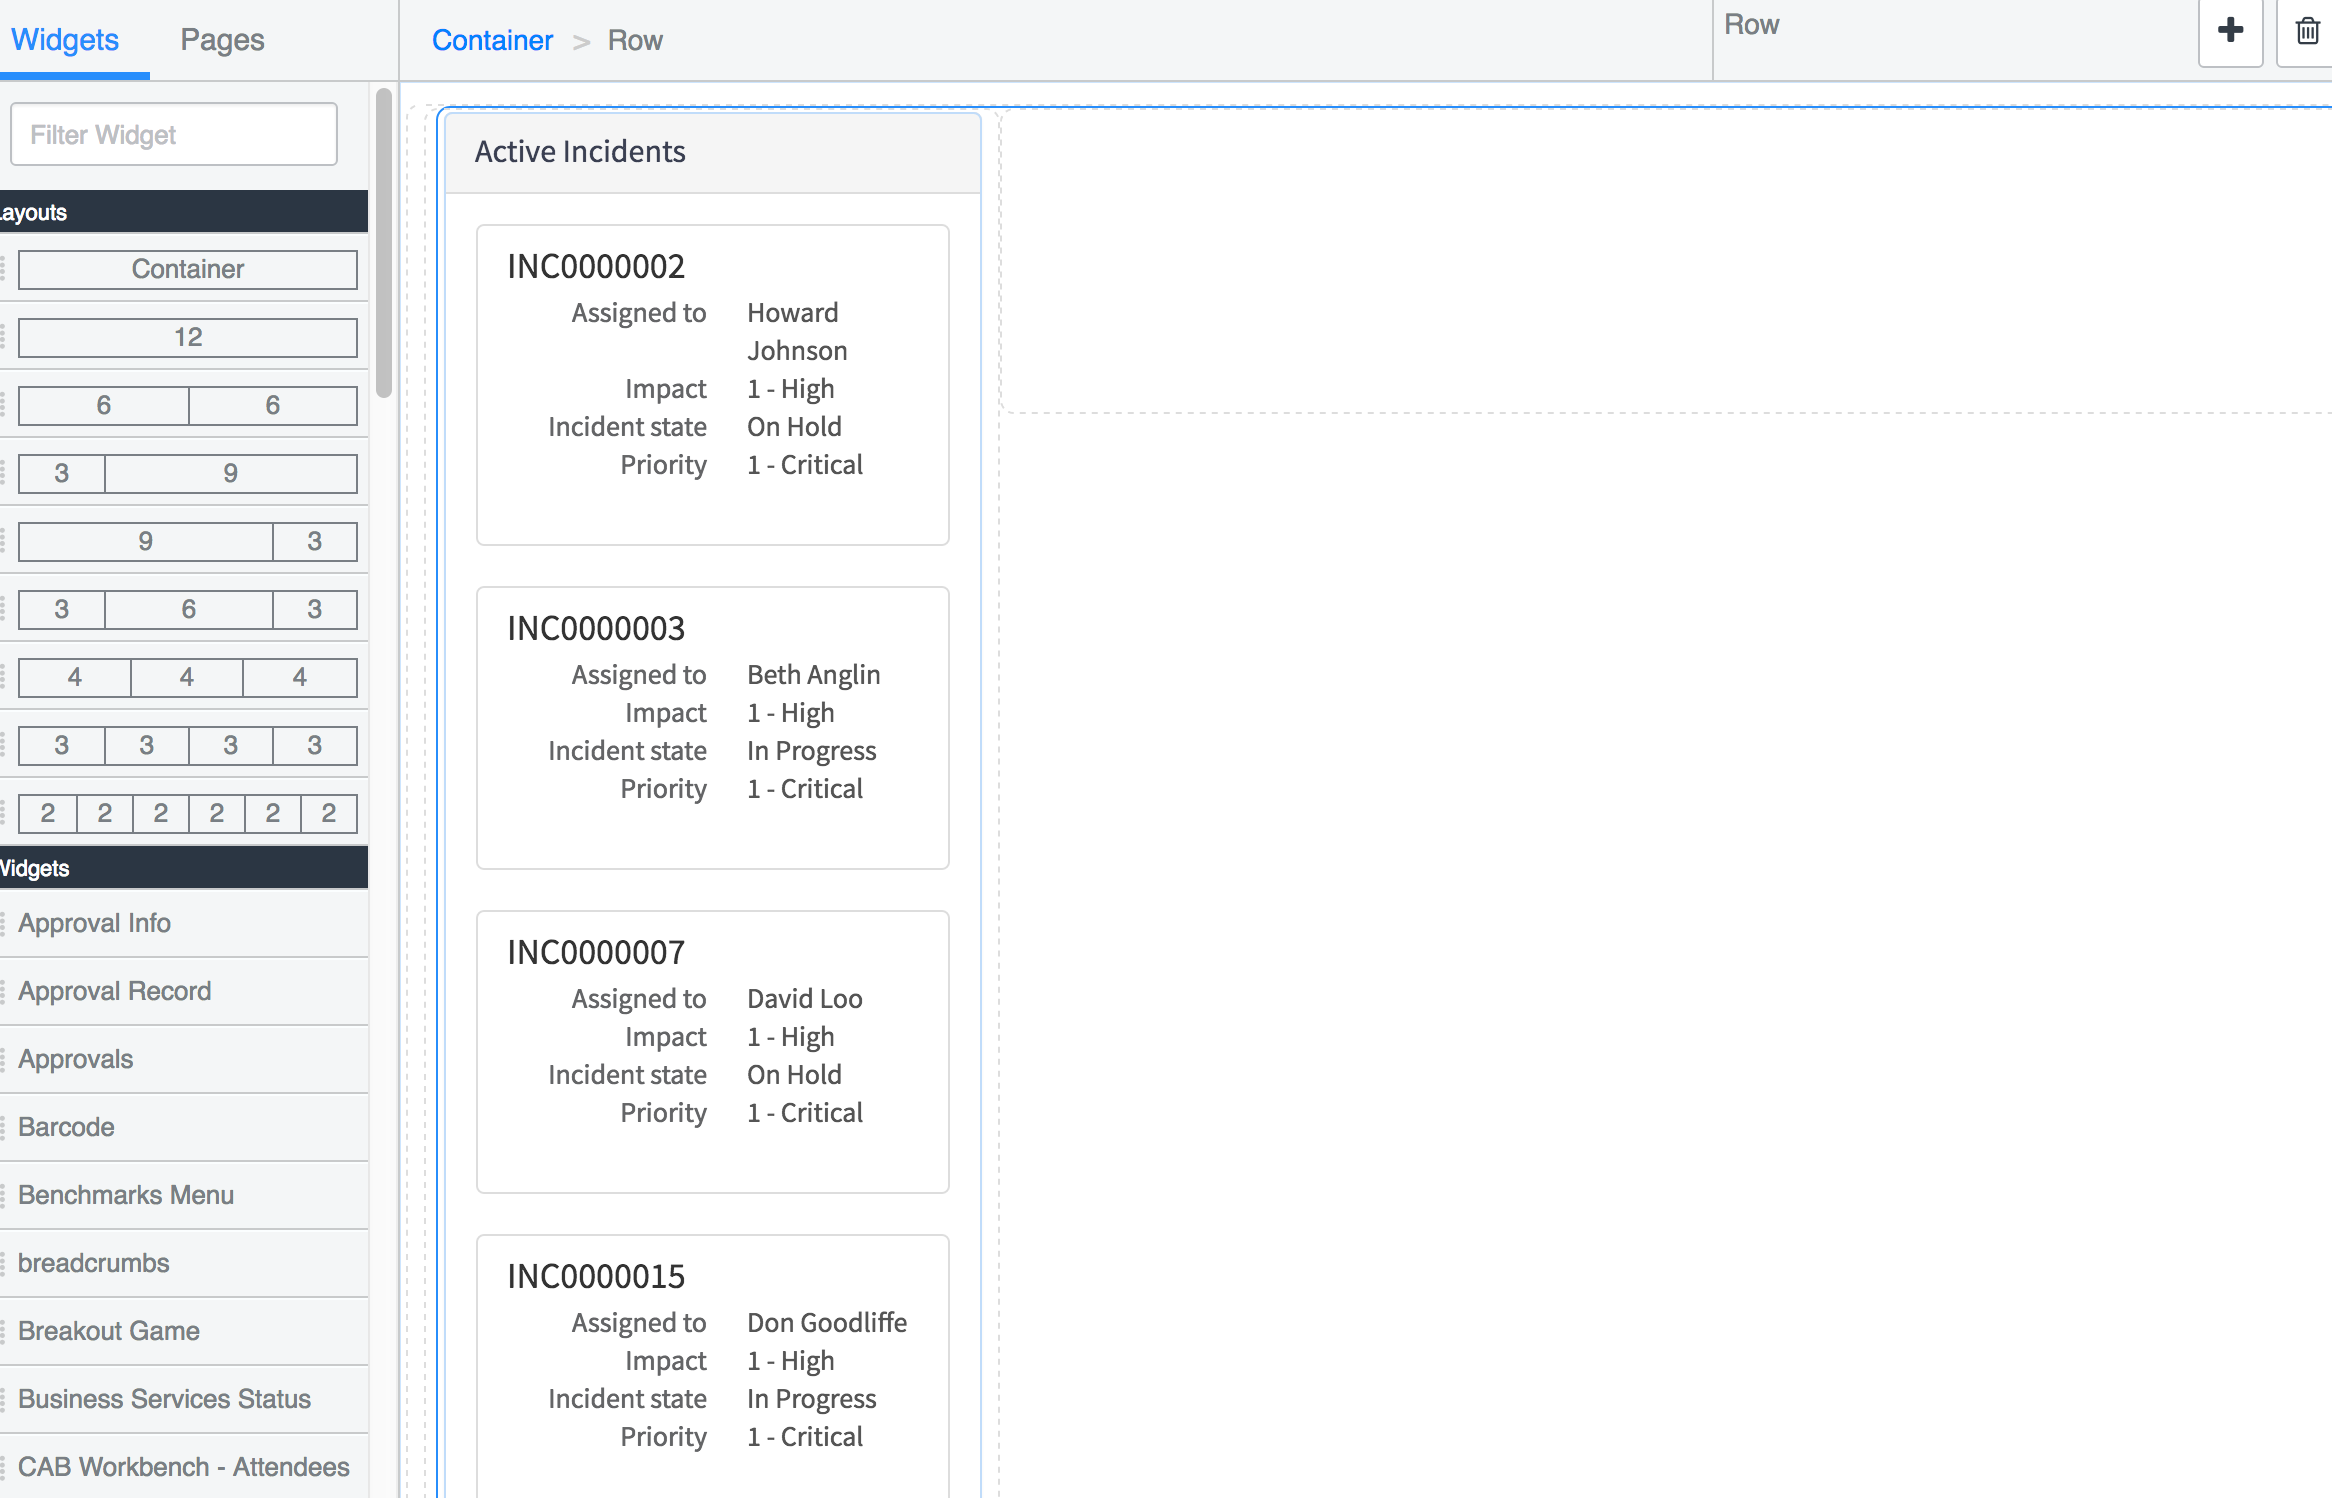 Widgets Pages
Container > Row
Row
Filter Widget
ayouts
Container
12
6 6
3 9
9 3
3 6 3
4 4 4
3 3 3 3
2 2 2 2 2 2
Widgets
Approval Info
Approval Record
Approvals
Barcode
Benchmarks Menu
breadcrumbs
Breakout Game
Business Services Status
CAB Workbench - Attendees
Active Incidents
INC0000002
Assigned to Howard
Johnson
Impact 1 - High
Incident state On Hold
Priority 1 - Critical
INC0000003
Assigned to Beth Anglin
Impact 1 - High
Incident state In Progress
Priority 1 - Critical
INC0000007
Assigned to David Loo
Impact 1 - High
Incident state On Hold
Priority 1 - Critical
INC0000015
Assigned to Don Goodliffe
Impact 1 - High
Incident state In Progress
Priority 1 - Critical